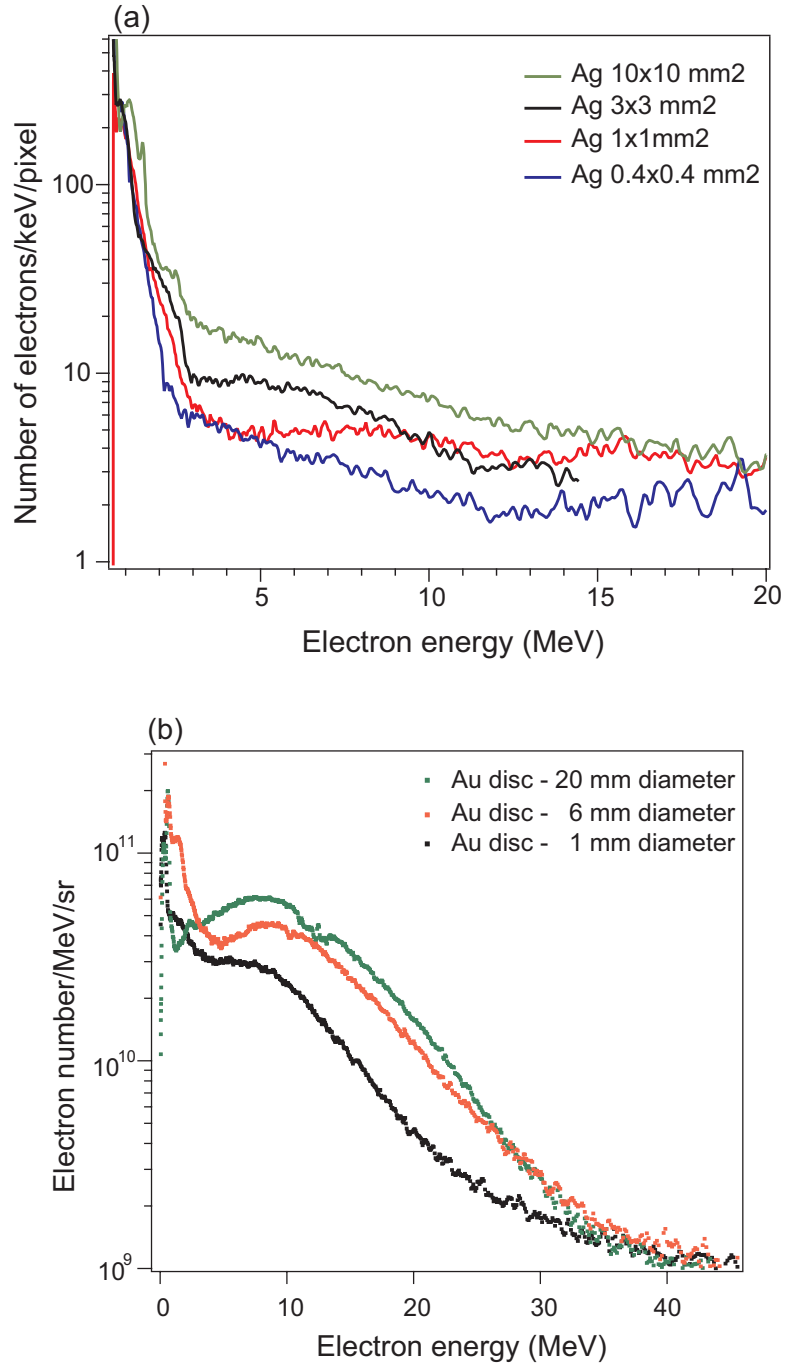 (a)
Number of electrons/keV/pixel
100
10
1
Ag 10x10 mm2
Ag 3x3 mm2
Ag 1x1mm2
Ag 0.4x0.4 mm2
5 10 15 20
Electron energy (MeV)
(b)
Electron number/MeV/sr
10¹¹
10¹⁰
10⁹
Au disc - 20 mm diameter
Au disc - 6 mm diameter
Au disc - 1 mm diameter
0 10 20 30 40
Electron energy (MeV)